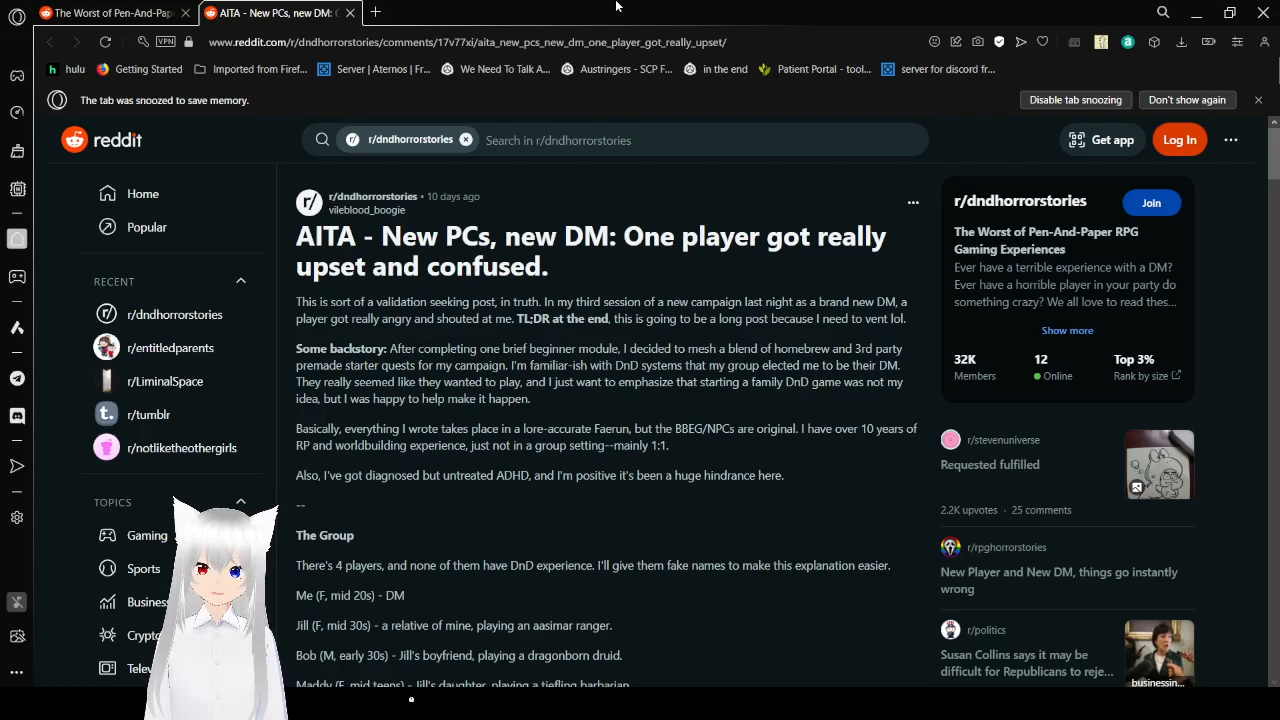 The Worst of Pen-And-Pape
AITA - New PCs, new DM: 
VPN
www.reddit.com/r/dndhorrorstories/comments/17v77xi/aita_new_pcs_new_dm_one_player_got_really_upset/
hulu
Getting Started
Imported from Firef...
Server | Aternos | Fr...
We Need To Talk A...
Austringers - SCP F...
in the end
Patient Portal - tool...
server for discord fr...
The tab was snoozed to save memory.
Disable tab snoozing
Don't show again
reddit
r/dndhorrorstories
Search in r/dndhorrorstories
Get app
Log In
Home
Popular
RECENT
r/dndhorrorstories
r/entitledparents
r/LiminalSpace
r/tumblr
r/notliketheothergirls
TOPICS
Gaming
Sports
Business
Crypto
Telev
r/dndhorrorstories • 10 days ago
vileblood_boogie
AITA - New PCs, new DM: One player got really
upset and confused.
This is sort of a validation seeking post, in truth. In my third session of a new campaign last night as a brand new DM, a
player got really angry and shouted at me. TL;DR at the end, this is going to be a long post because I need to vent lol.
Some backstory: After completing one brief beginner module, I decided to mesh a blend of homebrew and 3rd party
premade starter quests for my campaign. I'm familiar-ish with DnD systems that my group elected me to be their DM.
They really seemed like they wanted to play, and I just want to emphasize that starting a family DnD game was not my
idea, but I was happy to help make it happen.
Basically, everything I wrote takes place in a lore-accurate Faerun, but the BBEG/NPCs are original. I have over 10 years of
RP and worldbuilding experience, just not in a group setting--mainly 1:1.
Also, I've got diagnosed but untreated ADHD, and I'm positive it's been a huge hindrance here.
--
The Group
There's 4 players, and none of them have DnD experience. I'll give them fake names to make this explanation easier.
Me (F, mid 20s) - DM
Jill (F, mid 30s) - a relative of mine, playing an aasimar ranger.
Bob (M, early 30s) - Jill's boyfriend, playing a dragonborn druid.
Maddy (F, mid teens) - Jill's daughter, playing a tiefling barbarian
r/dndhorrorstories
Join
The Worst of Pen-And-Paper RPG
Gaming Experiences
Ever have a terrible experience with a DM?
Ever have a horrible player in your party do
something crazy? We all love to read thes...
Show more
32K
Members
12
Online
Top 3%
Rank by size
r/stevenuniverse
Requested fulfilled
2.2K upvotes · 25 comments
r/rpghorrorstories
New Player and New DM, things go instantly
wrong
r/politics
Susan Collins says it may be
difficult for Republicans to reje...
businessin...